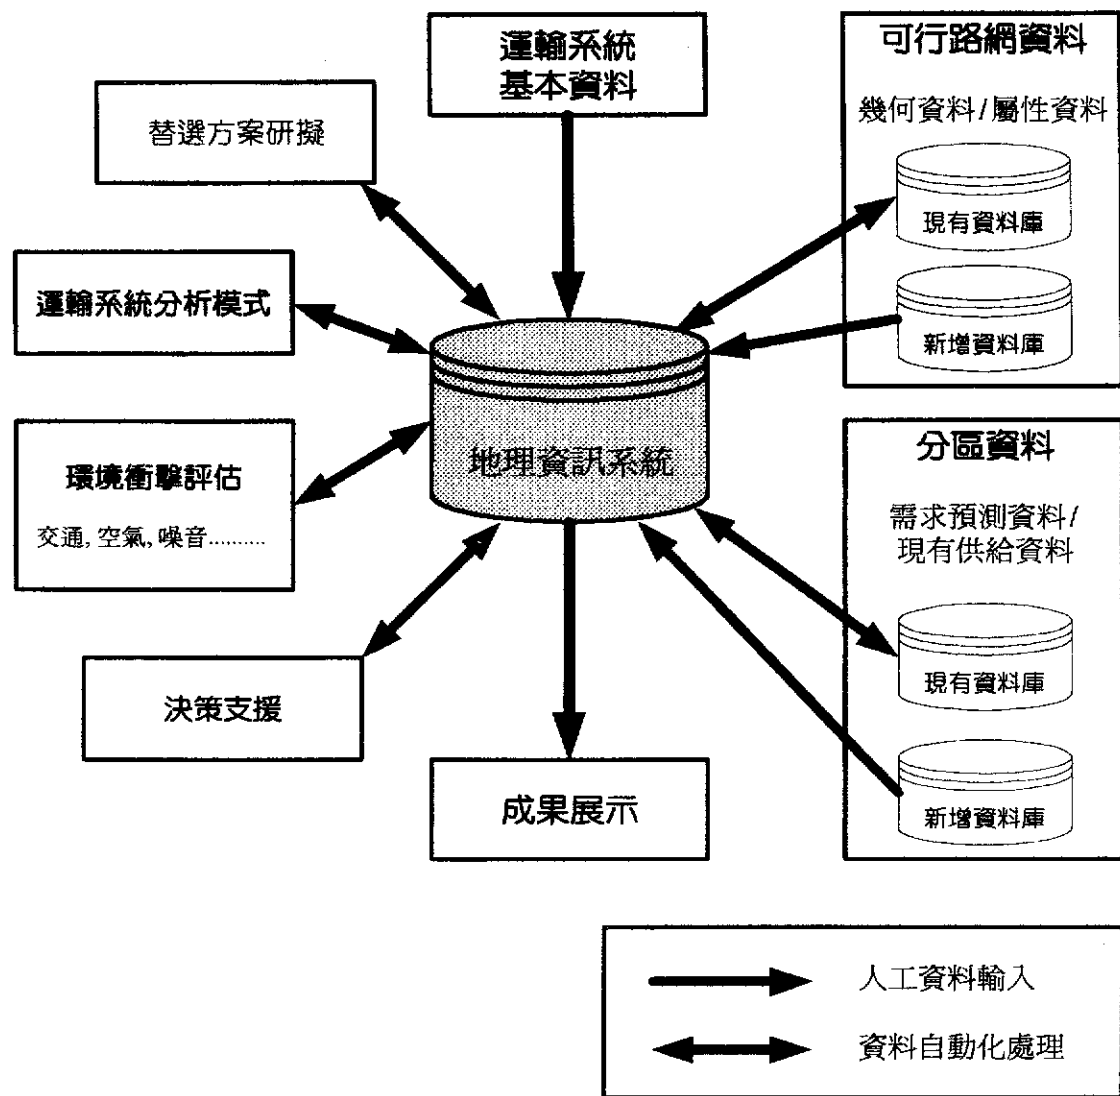 運輸系統
基本資料
可行路網資料
幾何資料/屬性資料
現有資料庫
新增資料庫
替選方案研擬
運輸系統分析模式
環境衝擊評估
交通, 空氣, 噪音.........
決策支援
地理資訊系統
成果展示
分區資料
需求預測資料/
現有供給資料
現有資料庫
新增資料庫
人工資料輸入
資料自動化處理